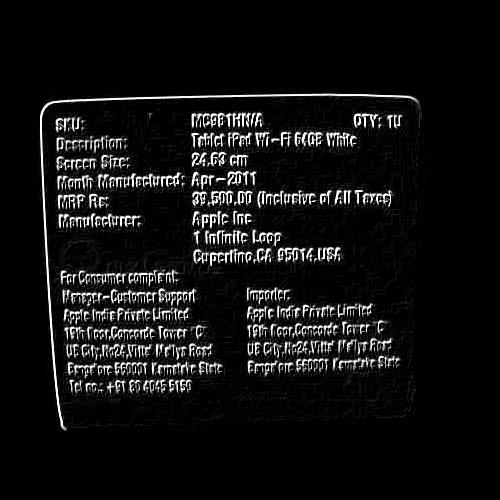 SKU: MC981HN/A QTY: 1U
Description: Tablet iPad Wi-Fi 64GB White
Screen Size: 24.63 cm
Month Manufactured: Apr-2011
MRP Rs: 39,500.00 (Inclusive of All Taxes)
Manufacturer: Apple Inc
1 Infinite Loop
Cupertino,CA 95014,USA
For Consumer complaint:
Manager-Customer Support
Apple India Private Limited
19th Floor,Concorde Tower "C"
UB City,No24,Vittal Mallya Road
Bangalore 560001 Karnataka State
Tel no.: +91 80 4045 5150
Importer:
Apple India Private Limited
19th Floor,Concorde Tower "C"
UB City,No24,Vittal Mallya Road
Bangalore 560001 Karnataka State